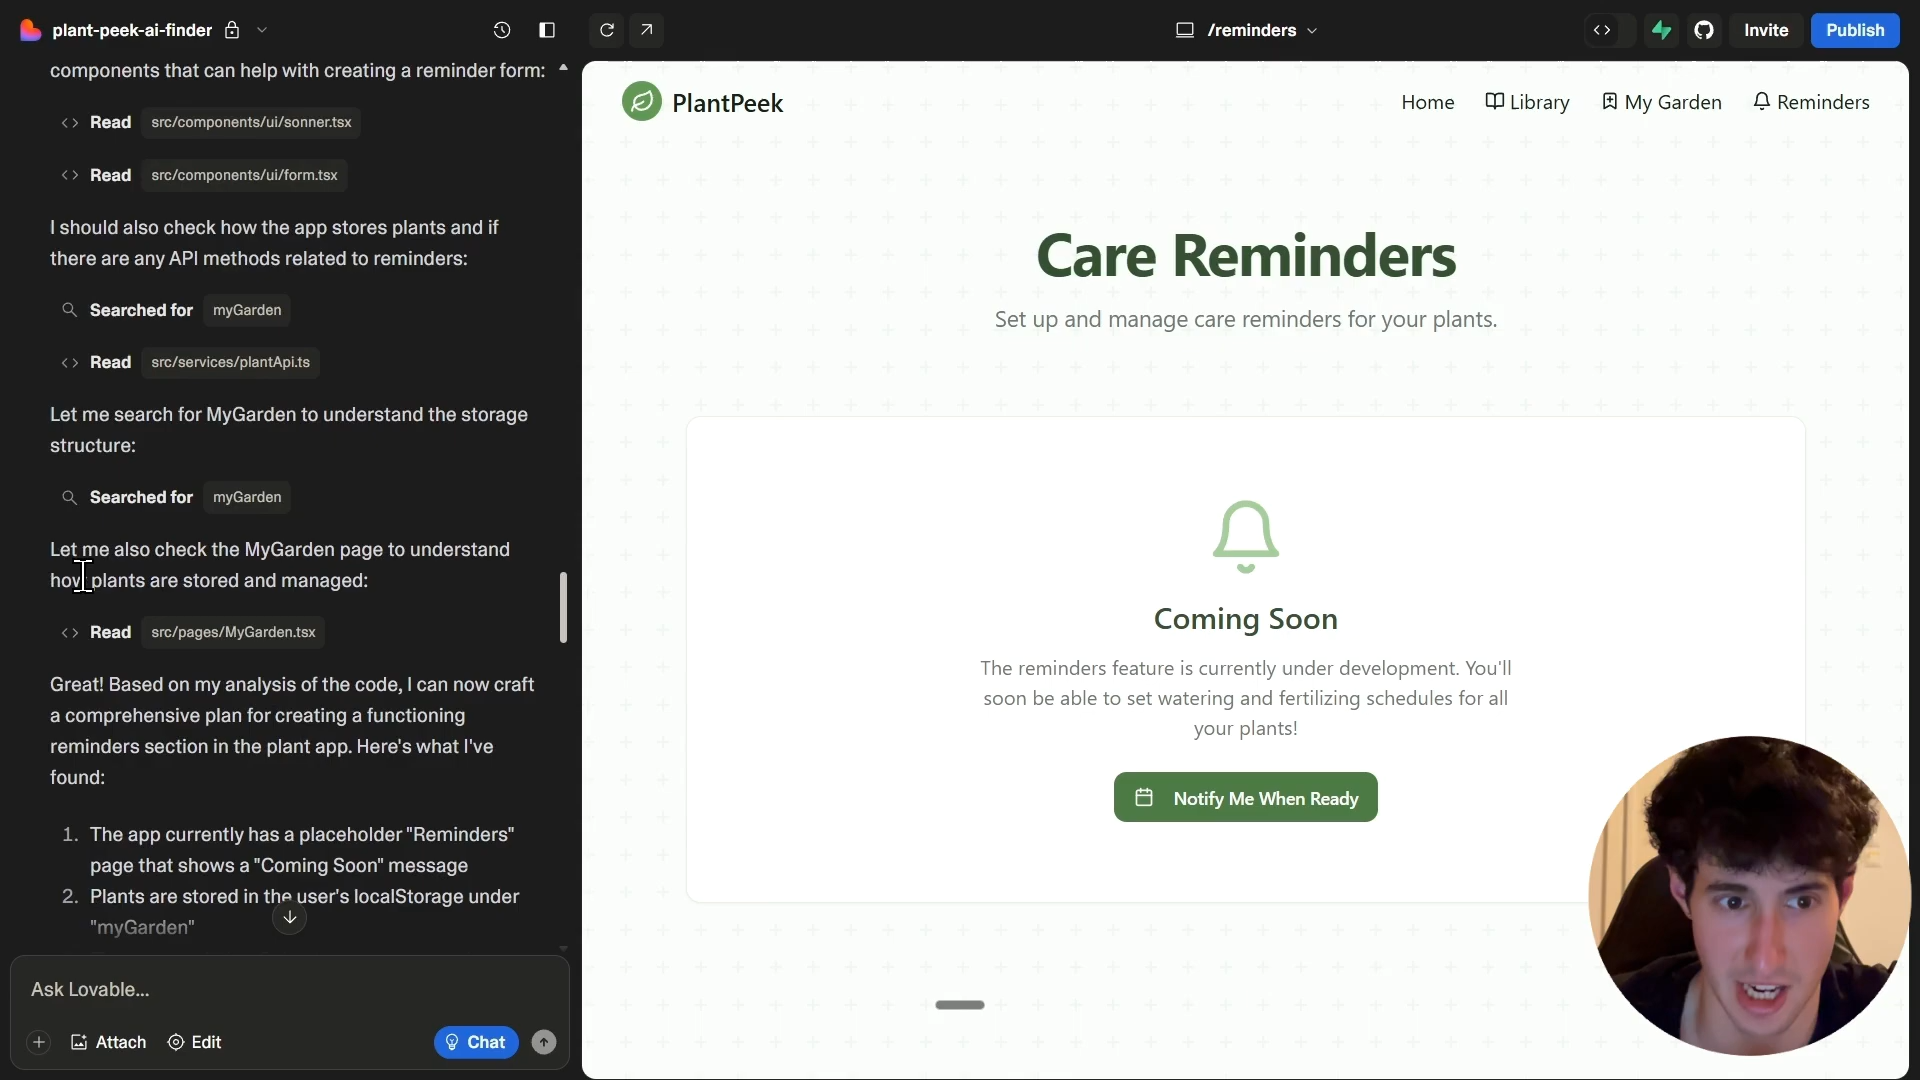 plant-peek-ai-finder
/reminders
Invite
Publish
components that can help with creating a reminder form:
Read src/components/ui/sonner.tsx
Read src/components/ui/form.tsx
I should also check how the app stores plants and if
there are any API methods related to reminders:
Searched for myGarden
Read src/services/plantApi.ts
Let me search for MyGarden to understand the storage
structure:
Searched for myGarden
Let me also check the MyGarden page to understand
how plants are stored and managed:
Read src/pages/MyGarden.tsx
Great! Based on my analysis of the code, I can now craft
a comprehensive plan for creating a functioning
reminders section in the plant app. Here's what I've
found:
1. The app currently has a placeholder "Reminders"
page that shows a "Coming Soon" message
2. Plants are stored in the user's localStorage under
"myGarden"
Ask Lovable...
Attach
Edit
Chat
PlantPeek
Home
Library
My Garden
Reminders
Care Reminders
Set up and manage care reminders for your plants.
Coming Soon
The reminders feature is currently under development. You'll
soon be able to set watering and fertilizing schedules for all
your plants!
Notify Me When Ready